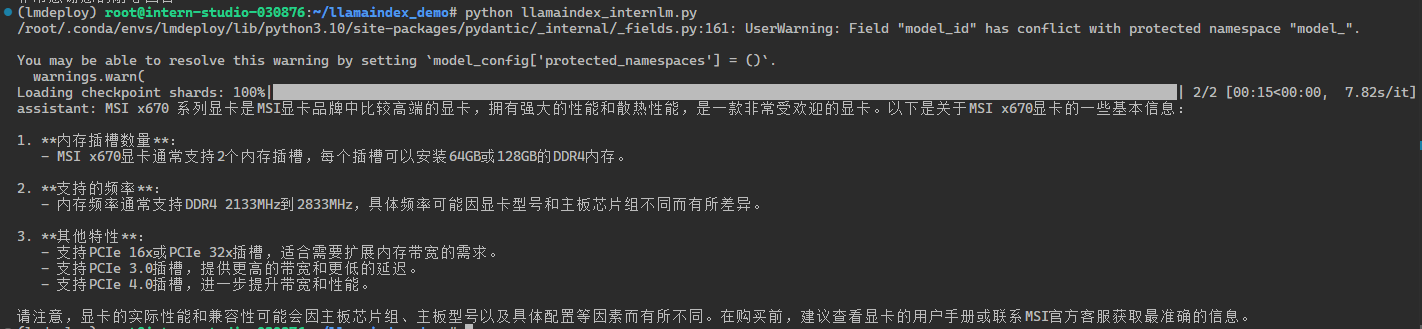 (lmdeploy) root@intern-studio-030876:~/llamaindex_demo# python llamaindex_internlm.py
/root/.conda/envs/lmdeploy/lib/python3.10/site-packages/pydantic/_internal/_fields.py:161: UserWarning: Field "model_id" has conflict with protected namespace "model_".
You may be able to resolve this warning by setting `model_config['protected_namespaces'] = ()`.
warnings.warn(
Loading checkpoint shards: 100%|| 2/2 [00:15<00:00, 7.82s/it]
assistant: MSI x670 系列显卡是MSI显卡品牌中比较高端的显卡，拥有强大的性能和散热性能，是一款非常受欢迎的显卡。以下是关于MSI x670显卡的一些基本信息：
1. **内存插槽数量**：
- MSI x670显卡通常支持2个内存插槽，每个插槽可以安装64GB或128GB的DDR4内存。
2. **支持的频率**：
- 内存频率通常支持DDR4 2133MHz到2833MHz，具体频率可能因显卡型号和主板芯片组不同而有所差异。
3. **其他特性**：
- 支持PCIe 16x或PCIe 32x插槽，适合需要扩展内存带宽的需求。
- 支持PCIe 3.0插槽，提供更高的带宽和更低的延迟。
- 支持PCIe 4.0插槽，进一步提升带宽和性能。
请注意，显卡的实际性能和兼容性可能会因主板芯片组、主板型号以及具体配置等因素而有所不同。在购买前，建议查看显卡的用户手册或联系MSI官方客服获取最准确的信息。